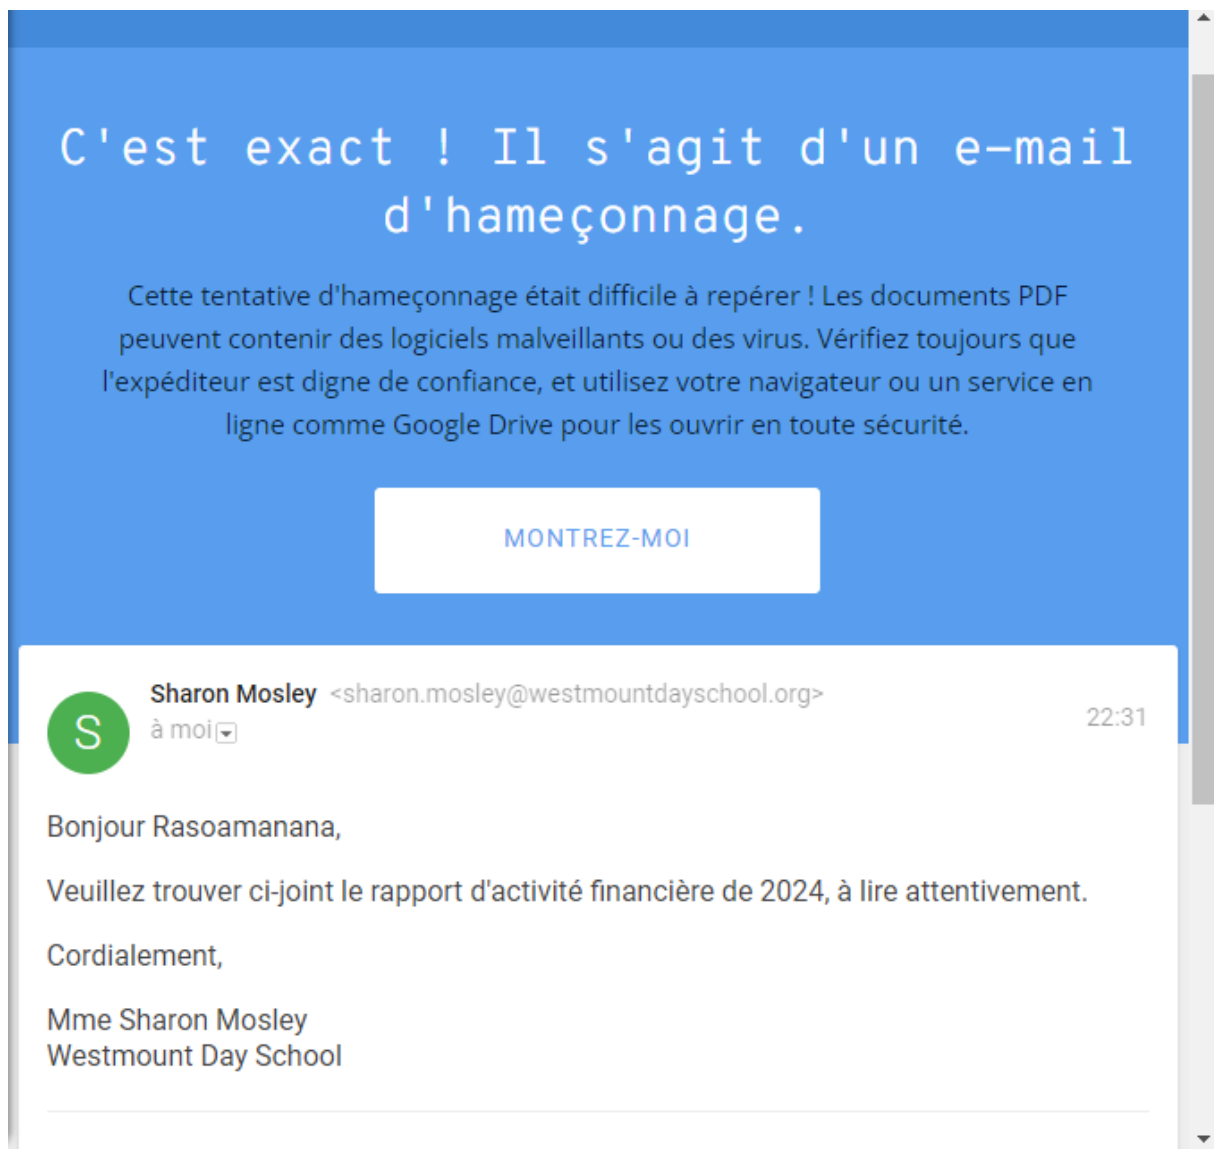 C'est exact ! Il s'agit d'un e-mail
d'hameçonnage.
Cette tentative d'hameçonnage était difficile à repérer ! Les documents PDF
peuvent contenir des logiciels malveillants ou des virus. Vérifiez toujours que
l'expéditeur est digne de confiance, et utilisez votre navigateur ou un service en
ligne comme Google Drive pour les ouvrir en toute sécurité.
MONTREZ-MOI
S
Sharon Mosley <sharon.mosley@westmountdayschool.org>
à moi
22:31
Bonjour Rasoamanana,
Veuillez trouver ci-joint le rapport d'activité financière de 2024, à lire attentivement.
Cordialement,
Mme Sharon Mosley
Westmount Day School